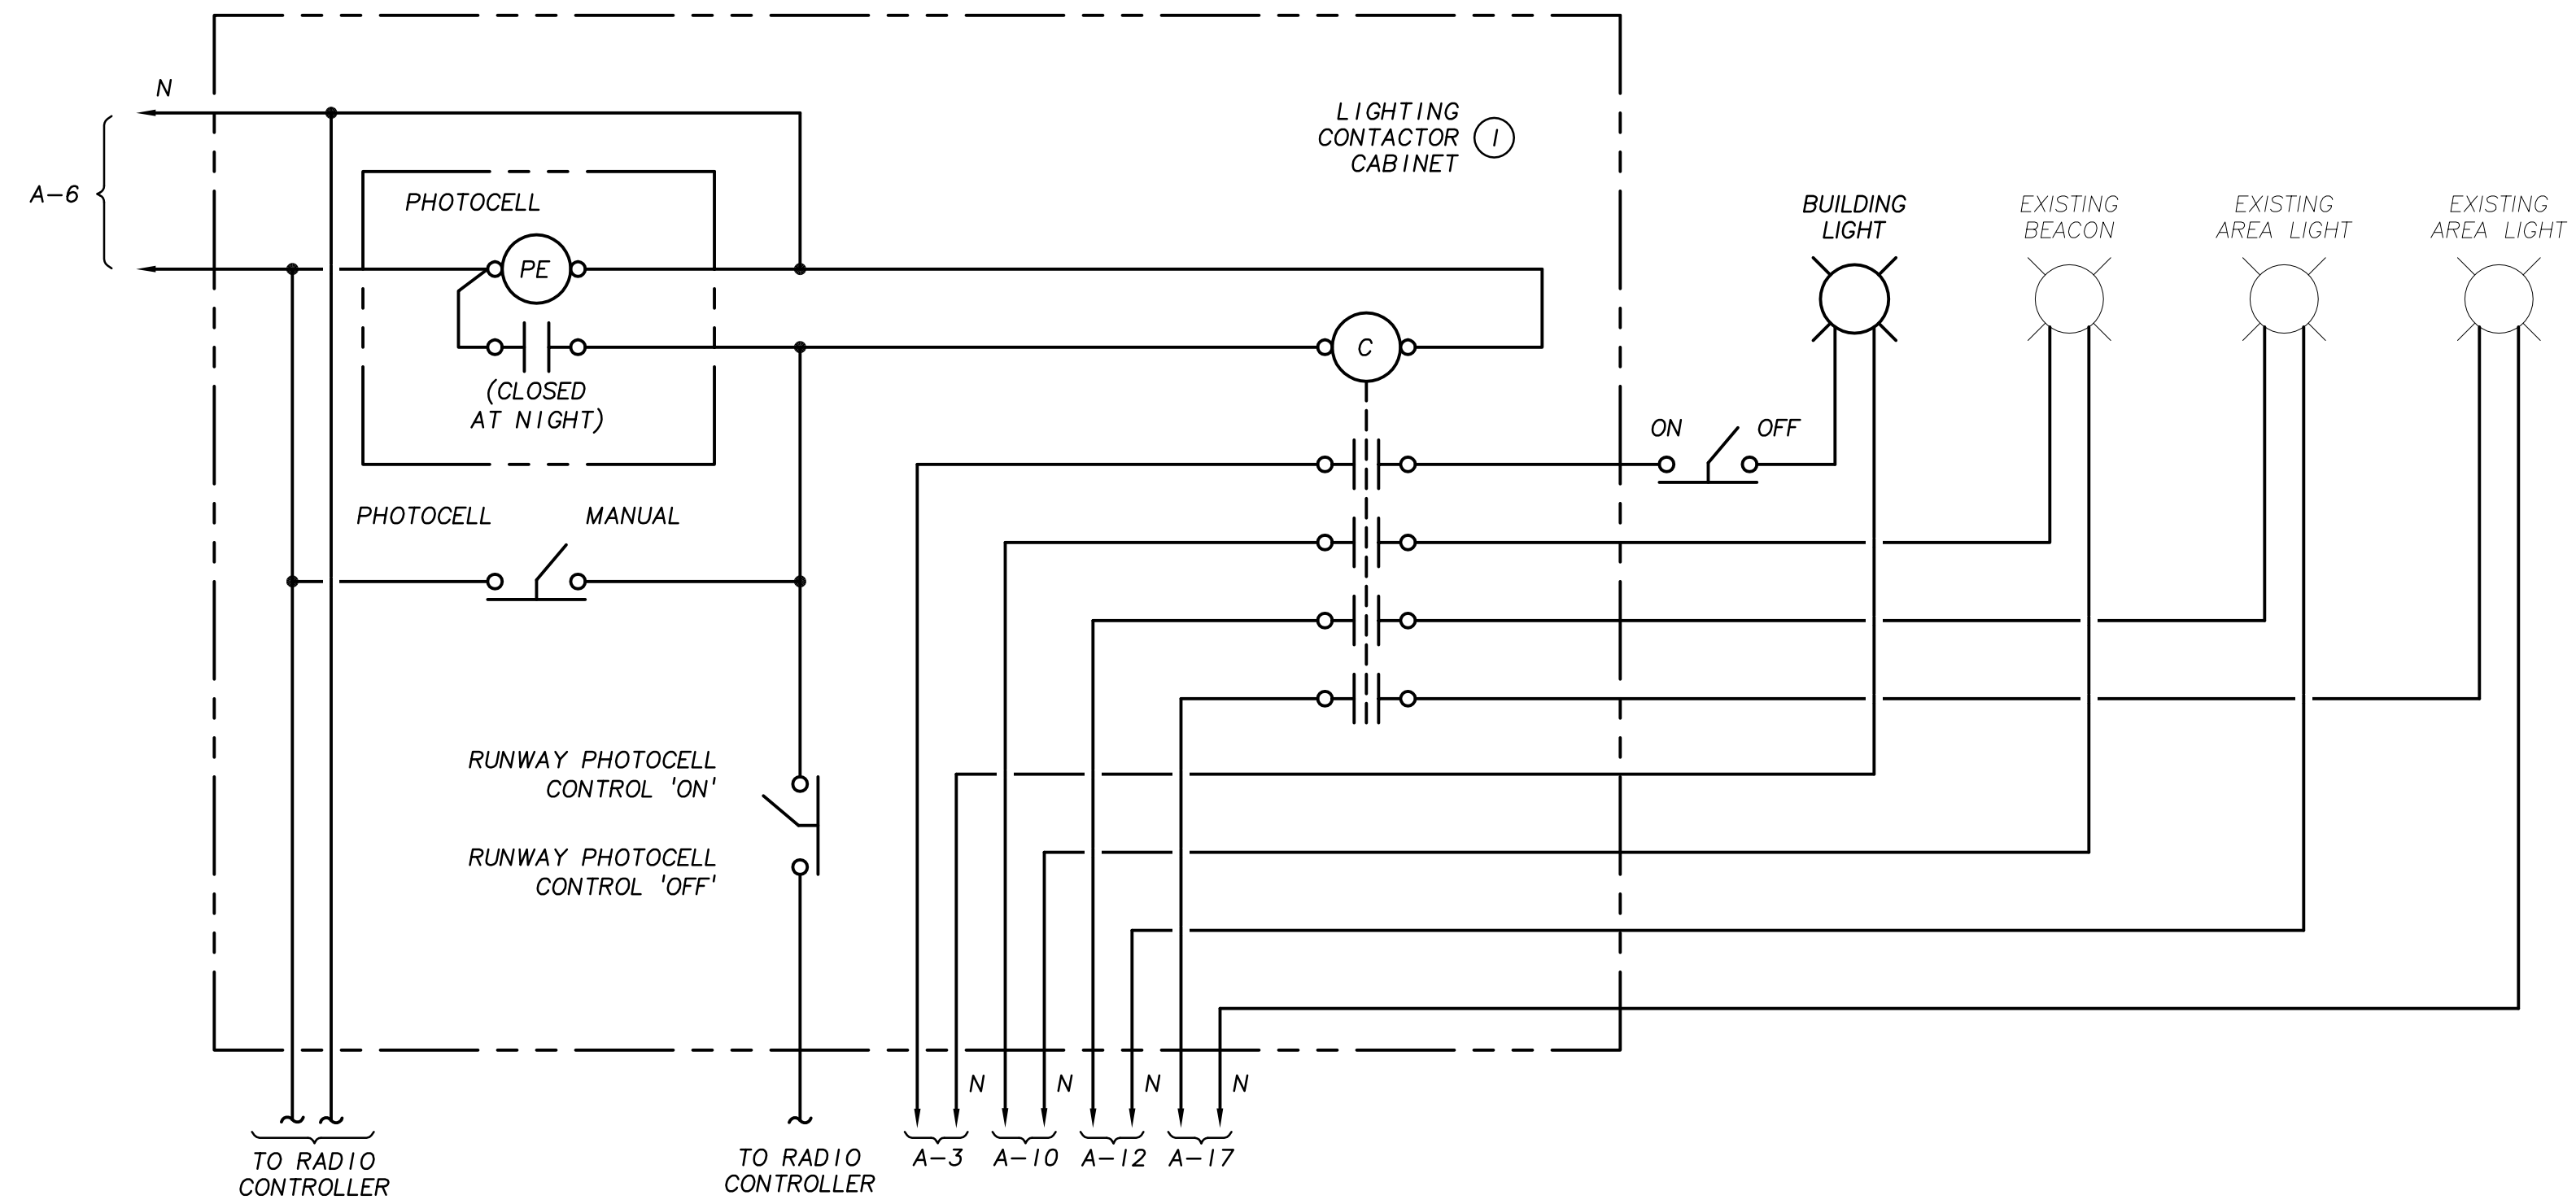 N
A-6
PHOTOCELL
PE
(CLOSED
AT NIGHT)
LIGHTING
CONTACTOR
CABINET
1
C
BUILDING
LIGHT
EXISTING
BEACON
EXISTING
AREA LIGHT
EXISTING
AREA LIGHT
ON OFF
PHOTOCELL MANUAL
RUNWAY PHOTOCELL
CONTROL 'ON'
RUNWAY PHOTOCELL
CONTROL 'OFF'
N N N N
TO RADIO
CONTROLLER
TO RADIO
CONTROLLER
A-3 A-10 A-12 A-17